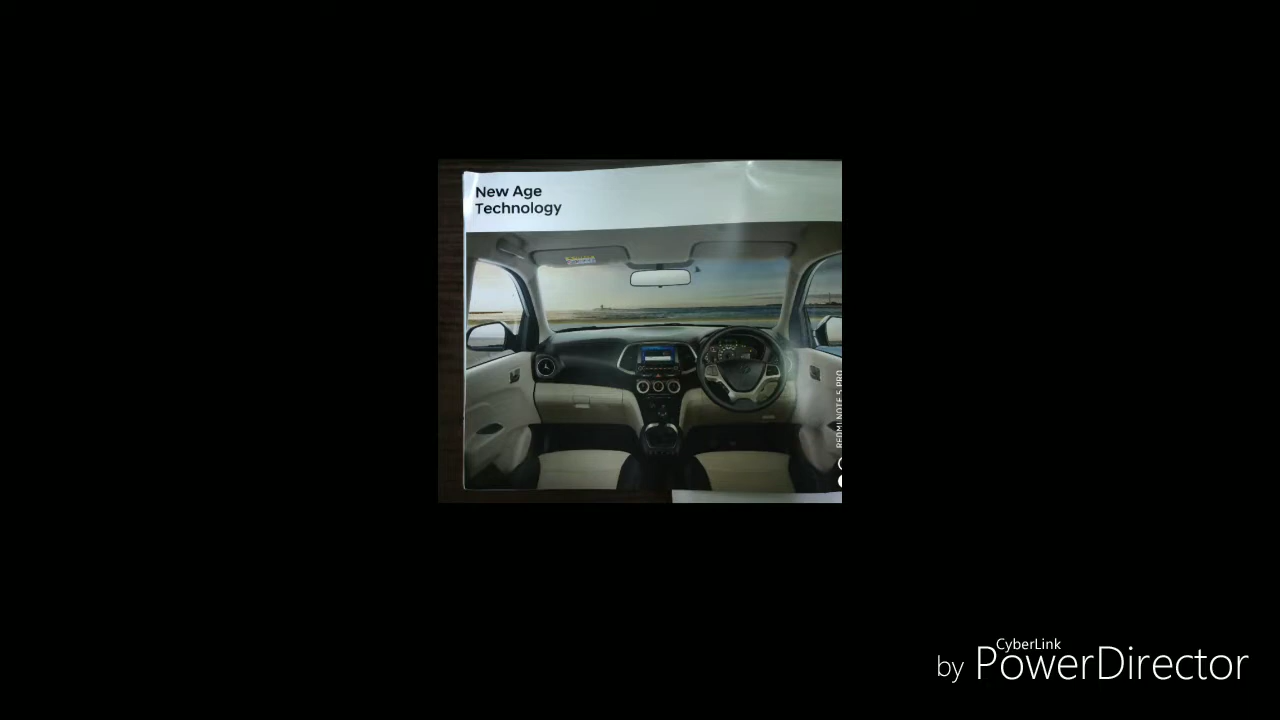 New Age
Technology
REDMI NOTE 5 PRO
CyberLink
by PowerDirector